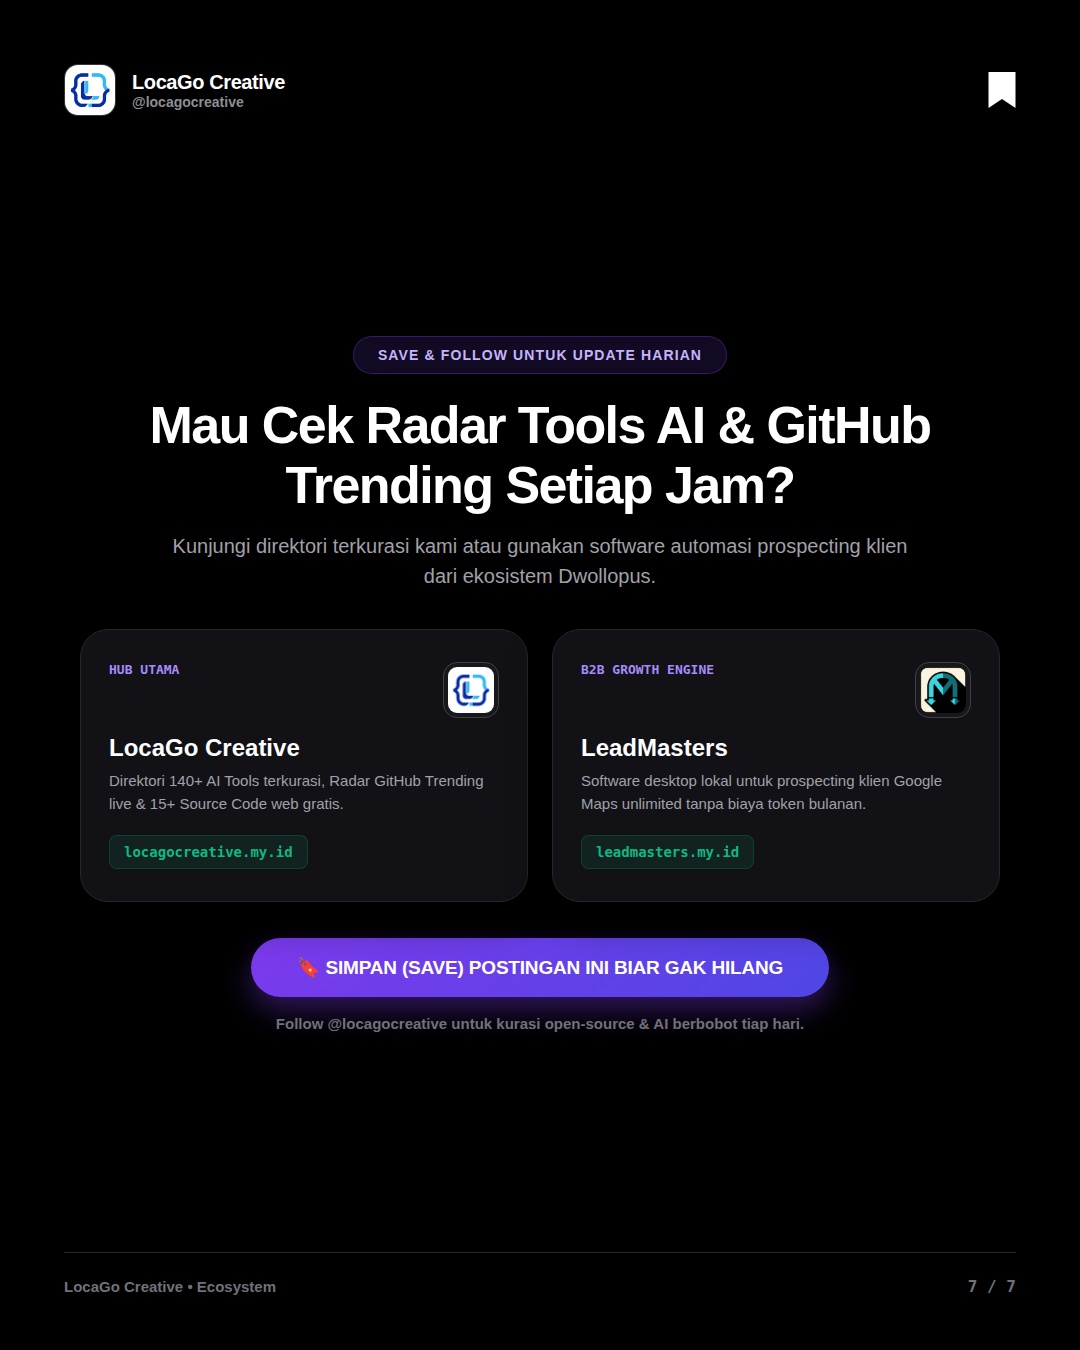 LocaGo Creative
@locagocreative
SAVE & FOLLOW UNTUK UPDATE HARIAN
Mau Cek Radar Tools AI & GitHub
Trending Setiap Jam?
Kunjungi direktori terkurasi kami atau gunakan software automasi prospecting klien
dari ekosistem Dwollopus.
HUB UTAMA
LocaGo Creative
Direktori 140+ AI Tools terkurasi, Radar GitHub Trending
live & 15+ Source Code web gratis.
locagocreative.my.id
B2B GROWTH ENGINE
LeadMasters
Software desktop lokal untuk prospecting klien Google
Maps unlimited tanpa biaya token bulanan.
leadmasters.my.id
🔖 SIMPAN (SAVE) POSTINGAN INI BIAR GAK HILANG
Follow @locagocreative untuk kurasi open-source & AI berbobot tiap hari.
LocaGo Creative • Ecosystem
7 / 7